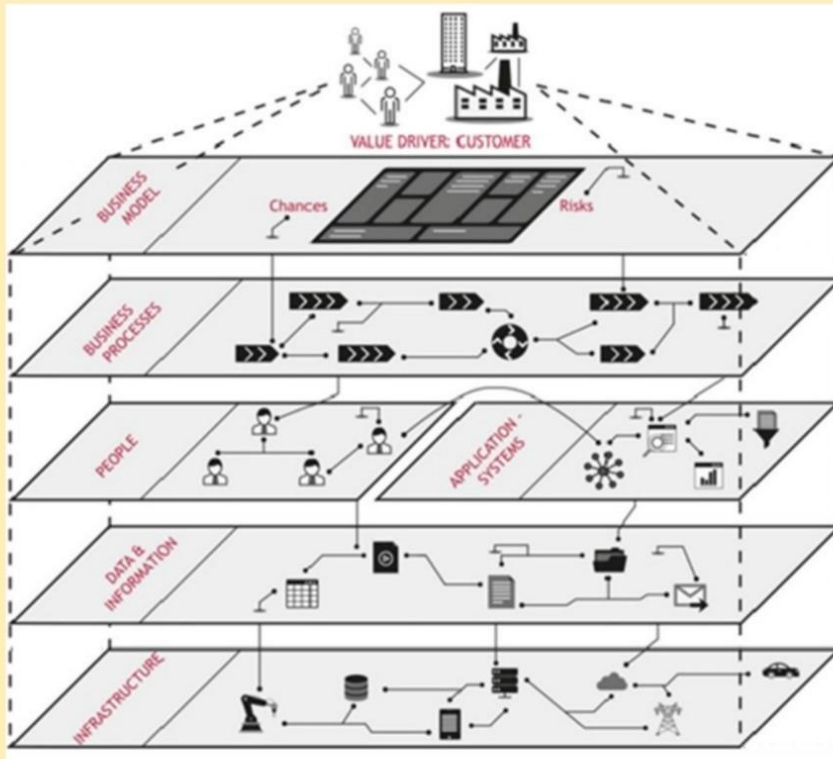 VALUE DRIVER: CUSTOMER
BUSINESS
MODEL
Chances
Risks
BUSINESS
PROCESSES
PEOPLE
APPLICATION -
SYSTEMS
DATA &
INFORMATION
INFRASTRUCTURE